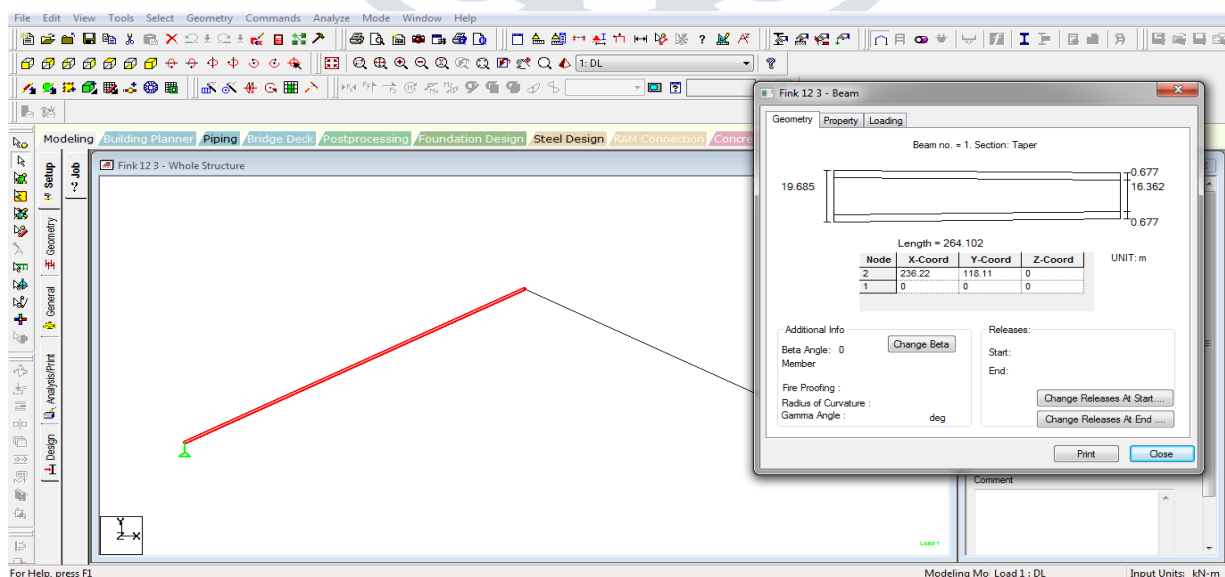 File Edit View Tools Select Geometry Commands Analyze Mode Window Help
1: DL
Modeling Building Planner Piping Bridge Deck Postprocessing Foundation Design Steel Design RAM Connection Concre
Setup
Geometry
General
Analysis/Print
Design
Job
Fink 12 3 - Whole Structure
Load 1
Y
Z X
Fink 12 3 - Beam
Geometry Property Loading
Beam no. = 1. Section: Taper
19.685
0.677
16.362
0.677
Length = 264.102
UNIT: m
Node X-Coord Y-Coord Z-Coord
2 236.22 118.11 0
1 0 0 0
Additional Info
Beta Angle: 0 Change Beta
Member
Fire Proofing :
Radius of Curvature :
Gamma Angle : deg
Releases:
Start:
End:
Change Releases At Start....
Change Releases At End ....
Print Close
Comment
For Help, press F1
Modeling Mo Load 1 : DL Input Units: kN-m